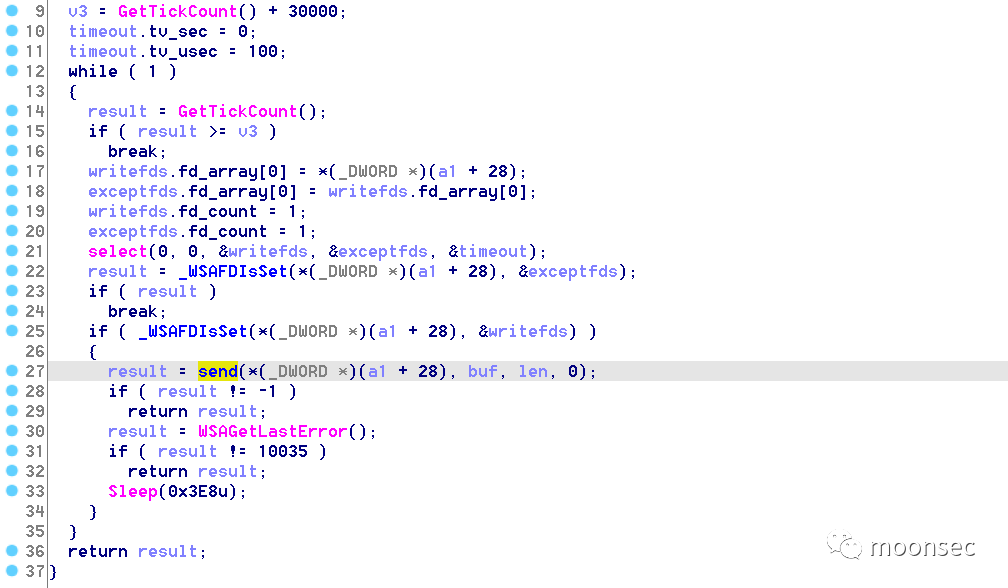 9 v3 = GetTickCount() + 30000;
10 timeout.tv_sec = 0;
11 timeout.tv_usec = 100;
12 while ( 1 )
13 {
14 result = GetTickCount();
15 if ( result >= v3 )
16 break;
17 writefds.fd_array[0] = *(_DWORD *)(a1 + 28);
18 exceptfds.fd_array[0] = writefds.fd_array[0];
19 writefds.fd_count = 1;
20 exceptfds.fd_count = 1;
21 select(0, 0, &writefds, &exceptfds, &timeout);
22 result = _WSAFDIsSet(*(_DWORD *)(a1 + 28), &exceptfds);
23 if ( result )
24 break;
25 if ( _WSAFDIsSet(*(_DWORD *)(a1 + 28), &writefds) )
26 {
27 result = send(*(_DWORD *)(a1 + 28), buf, len, 0);
28 if ( result != -1 )
29 return result;
30 result = WSAGetLastError();
31 if ( result != 10035 )
32 return result;
33 Sleep(0x3E8u);
34 }
35 }
36 return result;
37 }
moonsec